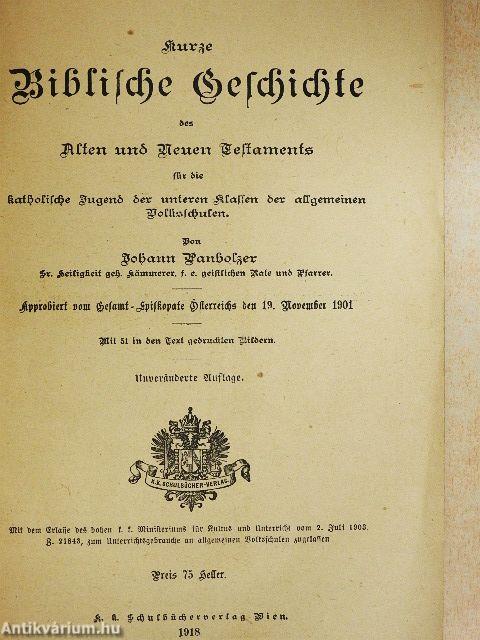 Kurze
Biblische Geschichte
des
Alten und Neuen Testaments
für die
katholische Jugend der unteren Klassen der allgemeinen
Volksschulen.
Von
Johann Panholzer
Sr. Heiligkeit geh. Kämmerer, f. e. geistlichen Rate und Pfarrer.
Approbiert vom Gesamt-Episkopate Österreichs den 19. November 1901
Mit 51 in den Text gedruckten Bildern.
Unveränderte Auflage.
K.K. SCHULBÜCHER-VERLAG.
Mit dem Erlasse des hohen k. k. Ministeriums für Kultus und Unterricht vom 2. Juli 1903,
Z. 21843, zum Unterrichtsgebrauche an allgemeinen Volksschulen zugelassen
Preis 75 Heller.
K. k. Schulbücherverlag Wien.
1918
Antikvárium.hu